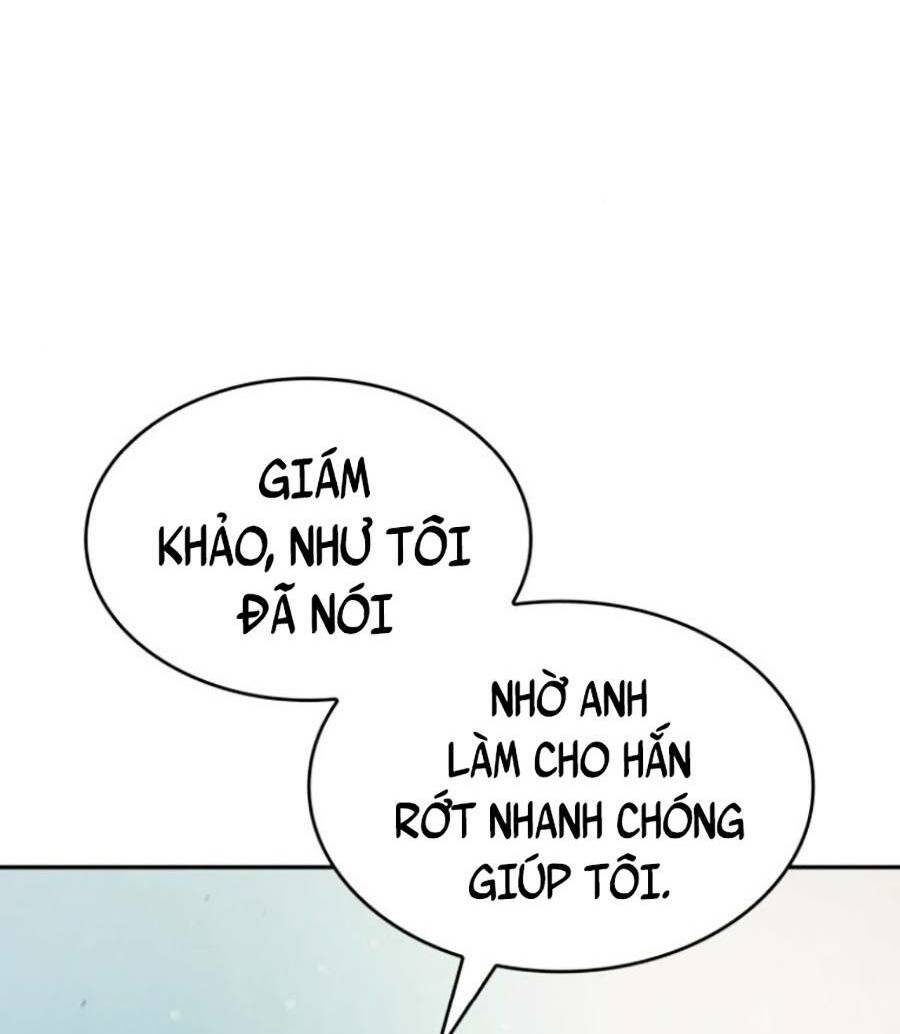 GIÁM
KHẢO, NHƯ TÔI
ĐÃ NÓI
NHỜ ANH
LÀM CHO HẮN
RỚT NHANH CHÓNG
GIÚP TÔI.